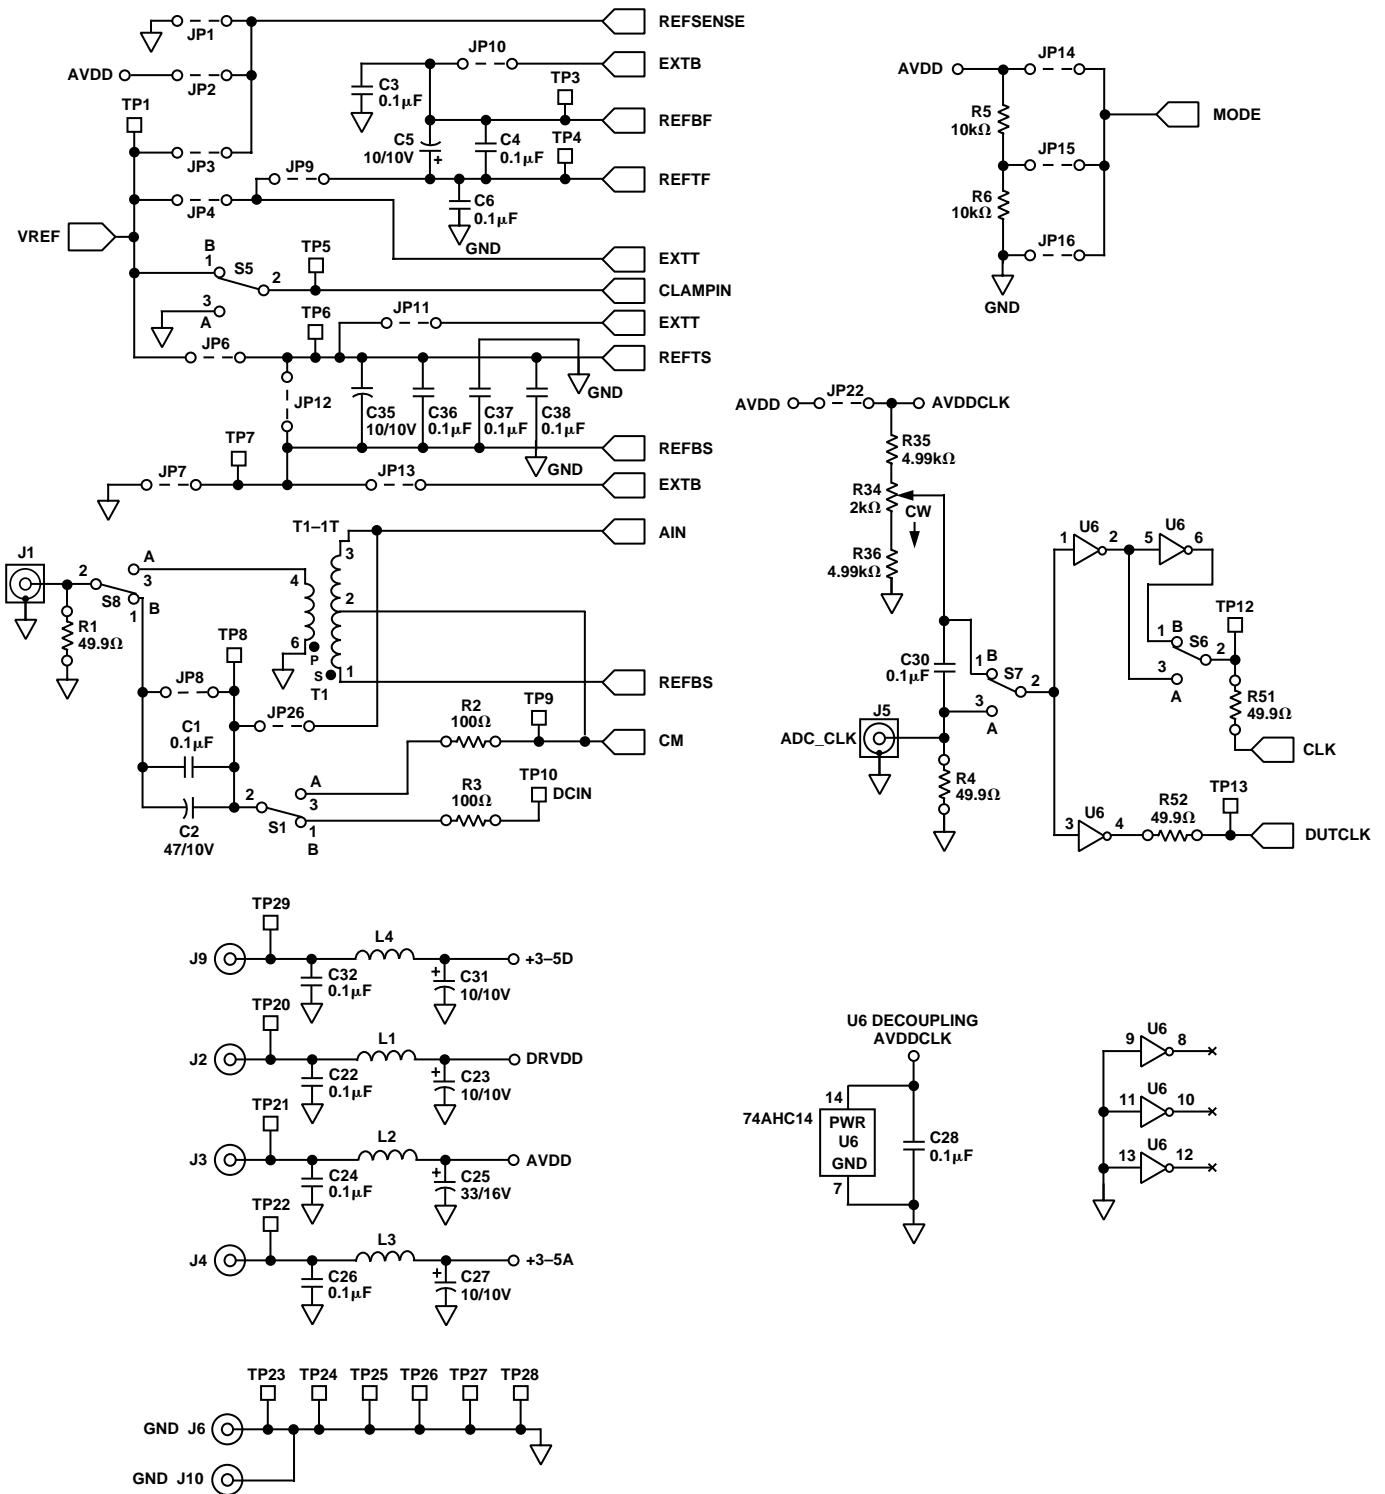 REFSENSE
JP1
AVDD
JP2
TP1
JP3
JP4
VREF
JP10
EXTB
C3
0.1µF
TP3
REFBF
C5
10/10V
+
C4
0.1µF
TP4
JP9
REFTF
C6
0.1µF
GND
EXTT
B
1
S5
2
TP5
CLAMPIN
3
A
TP6
JP11
EXTT
JP6
REFTS
GND
JP12
C35
10/10V
C36
0.1µF
C37
0.1µF
C38
0.1µF
REFBS
GND
TP7
JP7
JP13
EXTB
T1–1T
AIN
J1
2
A
3
S8
B
1
R1
49.9Ω
4
3
2
6
P
S
1
T1
REFBS
TP8
JP8
JP26
C1
0.1µF
C2
47/10V
R2
100Ω
TP9
CM
A
2
3
S1
1
B
R3
100Ω
TP10
DCIN
AVDD
JP14
R5
10kΩ
MODE
JP15
R6
10kΩ
JP16
GND
AVDD
JP22
AVDDCLK
R35
4.99kΩ
R34
2kΩ
CW
R36
4.99kΩ
C30
0.1µF
J5
ADC_CLK
R4
49.9Ω
1
B
S7
2
3
A
1
U6
2
5
U6
6
1
B
S6
2
3
A
TP12
R51
49.9Ω
CLK
3
U6
4
R52
49.9Ω
TP13
DUTCLK
TP29
J9
L4
+3–5D
C32
0.1µF
+
C31
10/10V
TP20
J2
L1
DRVDD
C22
0.1µF
+
C23
10/10V
TP21
J3
L2
AVDD
C24
0.1µF
+
C25
33/16V
TP22
J4
L3
+3–5A
C26
0.1µF
+
C27
10/10V
U6 DECOUPLING
AVDDCLK
74AHC14
14
PWR
U6
GND
7
C28
0.1µF
9
U6
8
11
U6
10
13
U6
12
TP23
TP24
TP25
TP26
TP27
TP28
GND J6
GND J10